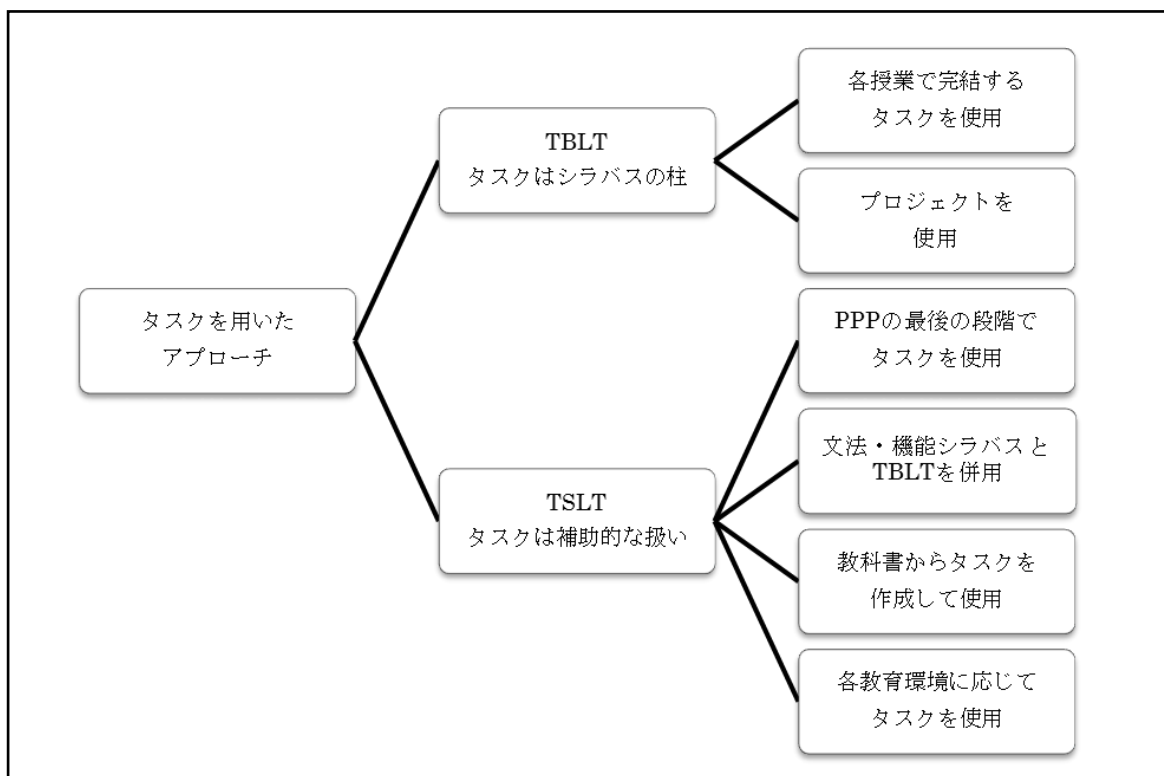 タスクを用いた
アプローチ
TBLT
タスクはシラバスの柱
TSLT
タスクは補助的な扱い
各授業で完結する
タスクを使用
プロジェクトを
使用
PPPの最後の段階で
タスクを使用
文法・機能シラバスと
TBLTを併用
教科書からタスクを
作成して使用
各教育環境に応じて
タスクを使用